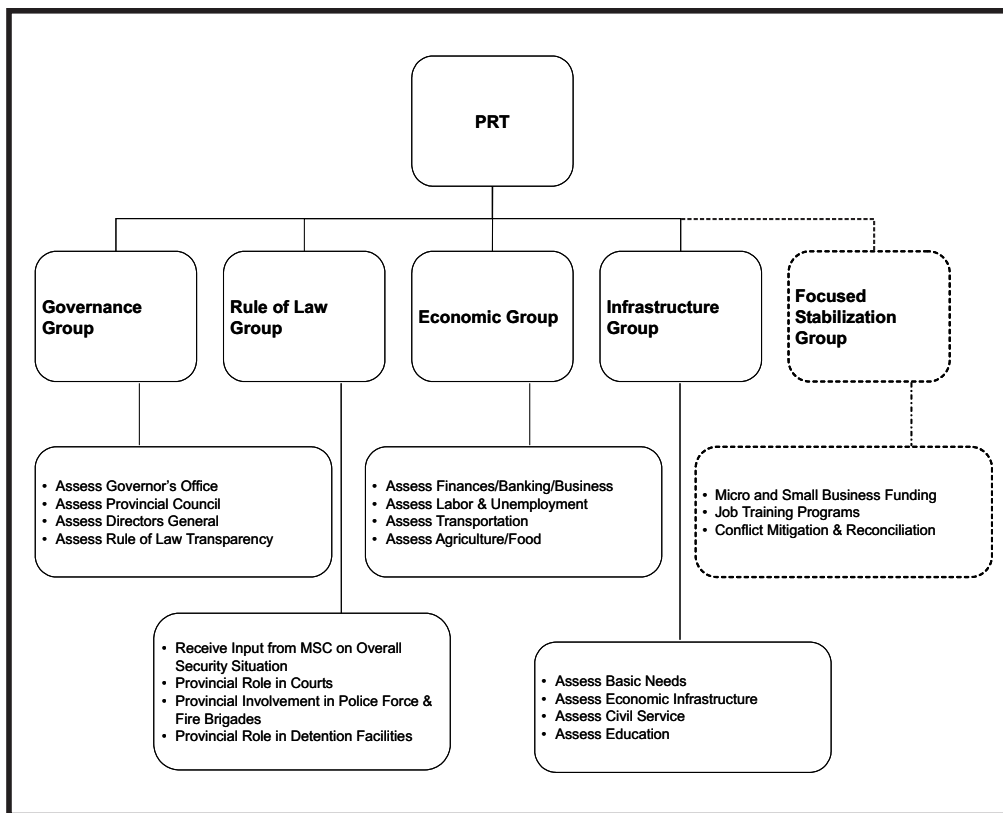 PRT
Governance
Group
Rule of Law
Group
Economic Group
Infrastructure
Group
Focused
Stabilization
Group
• Assess Governor’s Office
• Assess Provincial Council
• Assess Directors General
• Assess Rule of Law Transparency
• Assess Finances/Banking/Business
• Assess Labor & Unemployment
• Assess Transportation
• Assess Agriculture/Food
• Micro and Small Business Funding
• Job Training Programs
• Conflict Mitigation & Reconciliation
• Receive Input from MSC on Overall
Security Situation
• Provincial Role in Courts
• Provincial Involvement in Police Force &
Fire Brigades
• Provincial Role in Detention Facilities
• Assess Basic Needs
• Assess Economic Infrastructure
• Assess Civil Service
• Assess Education